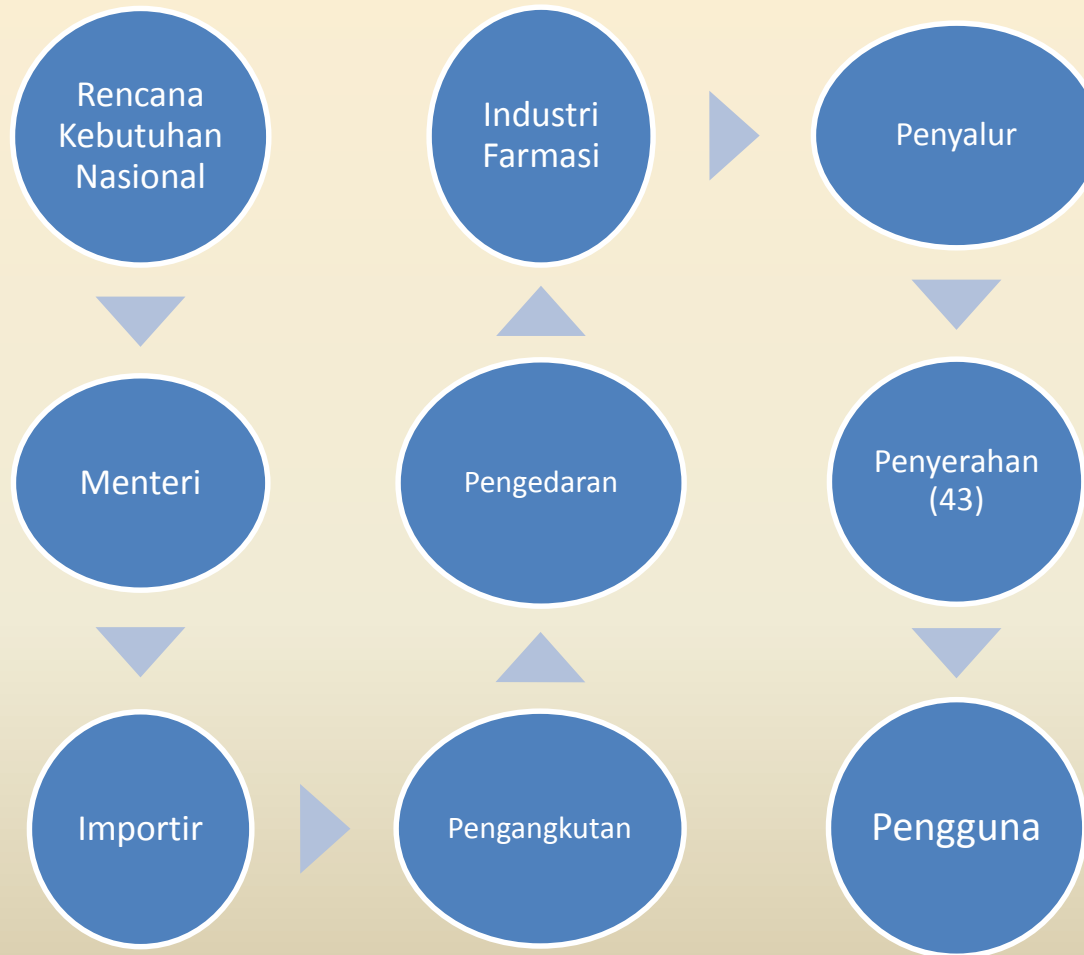 Rencana
Kebutuhan
Nasional
Menteri
Importir
Pengangkutan
Pengedaran
Industri
Farmasi
Penyalur
Penyerahan
(43)
Pengguna